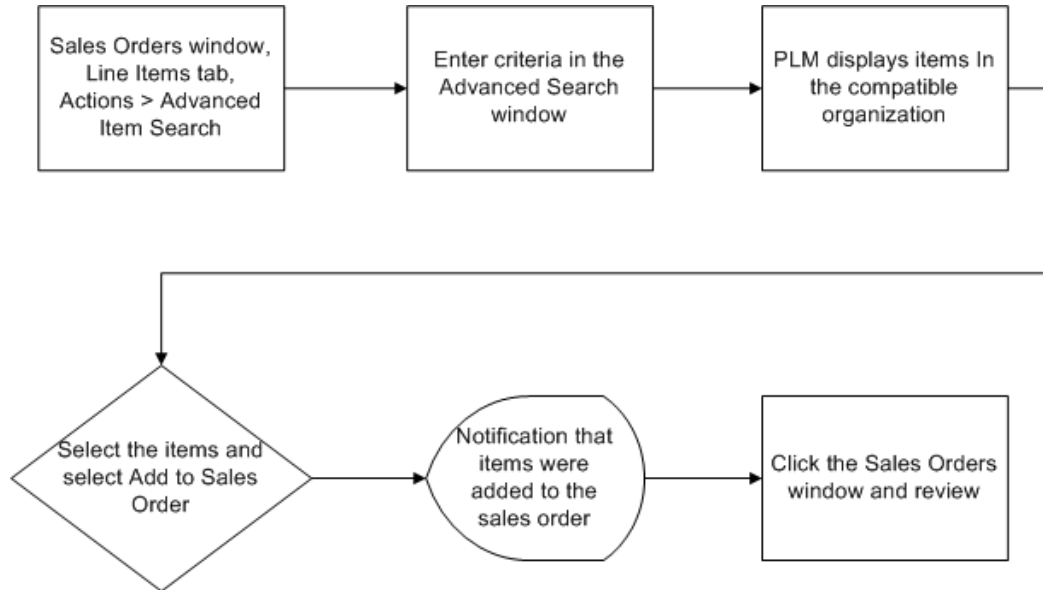 Sales Orders window,
Line Items tab,
Actions > Advanced
Item Search
Enter criteria in the
Advanced Search
window
PLM displays items In
the compatible
organization
Select the items and
select Add to Sales
Order
Notification that
items were
added to the
sales order
Click the Sales Orders
window and review